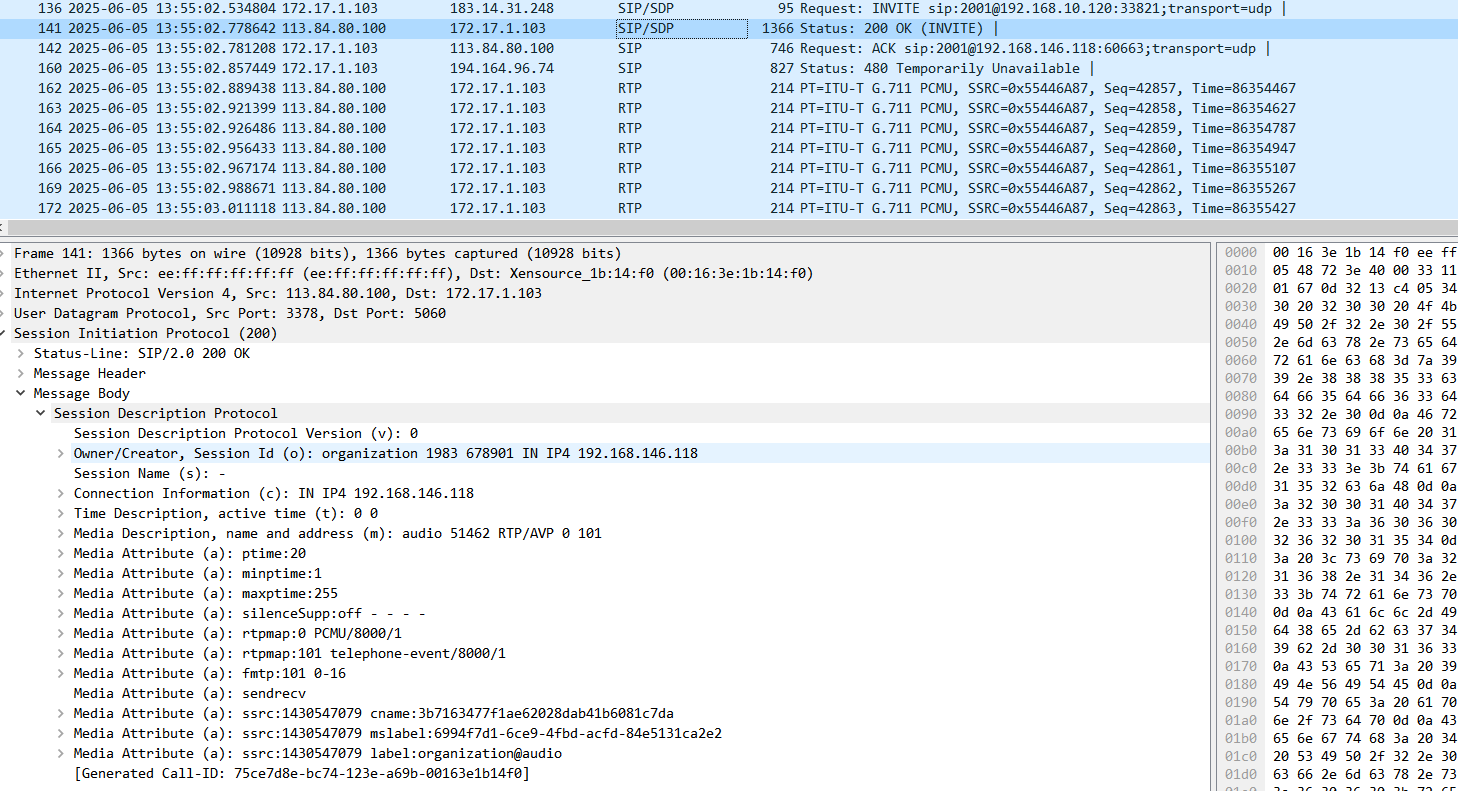 136 2025-06-05 13:55:02.534804 172.17.1.103 183.14.31.248 SIP/SDP 95 Request: INVITE sip:2001@192.168.10.120:33821;transport=udp |
141 2025-06-05 13:55:02.778642 113.84.80.100 172.17.1.103 SIP/SDP 1366 Status: 200 OK (INVITE) |
142 2025-06-05 13:55:02.781208 172.17.1.103 113.84.80.100 SIP 746 Request: ACK sip:2001@192.168.146.118:60663;transport=udp |
160 2025-06-05 13:55:02.857449 172.17.1.103 194.164.96.74 SIP 827 Status: 480 Temporarily Unavailable |
162 2025-06-05 13:55:02.889438 113.84.80.100 172.17.1.103 RTP 214 PT=ITU-T G.711 PCMU, SSRC=0x55446A87, Seq=42857, Time=86354467
163 2025-06-05 13:55:02.921399 113.84.80.100 172.17.1.103 RTP 214 PT=ITU-T G.711 PCMU, SSRC=0x55446A87, Seq=42858, Time=86354627
164 2025-06-05 13:55:02.926486 113.84.80.100 172.17.1.103 RTP 214 PT=ITU-T G.711 PCMU, SSRC=0x55446A87, Seq=42859, Time=86354787
165 2025-06-05 13:55:02.956433 113.84.80.100 172.17.1.103 RTP 214 PT=ITU-T G.711 PCMU, SSRC=0x55446A87, Seq=42860, Time=86354947
166 2025-06-05 13:55:02.967174 113.84.80.100 172.17.1.103 RTP 214 PT=ITU-T G.711 PCMU, SSRC=0x55446A87, Seq=42861, Time=86355107
169 2025-06-05 13:55:02.988671 113.84.80.100 172.17.1.103 RTP 214 PT=ITU-T G.711 PCMU, SSRC=0x55446A87, Seq=42862, Time=86355267
172 2025-06-05 13:55:03.011118 113.84.80.100 172.17.1.103 RTP 214 PT=ITU-T G.711 PCMU, SSRC=0x55446A87, Seq=42863, Time=86355427
Frame 141: 1366 bytes on wire (10928 bits), 1366 bytes captured (10928 bits)
Ethernet II, Src: ee:ff:ff:ff:ff:ff (ee:ff:ff:ff:ff:ff), Dst: Xensource_1b:14:f0 (00:16:3e:1b:14:f0)
Internet Protocol Version 4, Src: 113.84.80.100, Dst: 172.17.1.103
User Datagram Protocol, Src Port: 3378, Dst Port: 5060
Session Initiation Protocol (200)
Status-Line: SIP/2.0 200 OK
Message Header
Message Body
Session Description Protocol
Session Description Protocol Version (v): 0
Owner/Creator, Session Id (o): organization 1983 678901 IN IP4 192.168.146.118
Session Name (s): -
Connection Information (c): IN IP4 192.168.146.118
Time Description, active time (t): 0 0
Media Description, name and address (m): audio 51462 RTP/AVP 0 101
Media Attribute (a): ptime:20
Media Attribute (a): minptime:1
Media Attribute (a): maxptime:255
Media Attribute (a): silenceSupp:off - - - -
Media Attribute (a): rtpmap:0 PCMU/8000/1
Media Attribute (a): rtpmap:101 telephone-event/8000/1
Media Attribute (a): fmtp:101 0-16
Media Attribute (a): sendrecv
Media Attribute (a): ssrc:1430547079 cname:3b7163477f1ae62028dab41b6081c7da
Media Attribute (a): ssrc:1430547079 mslabel:6994f7d1-6ce9-4fbd-acfd-84e5131ca2e2
Media Attribute (a): ssrc:1430547079 label:organization@audio
[Generated Call-ID: 75ce7d8e-bc74-123e-a69b-00163e1b14f0]
0000 00 16 3e 1b 14 f0 ee ff
0010 05 48 72 3e 40 00 33 11
0020 01 67 0d 32 13 c4 05 34
0030 30 20 32 30 30 20 4f 4b
0040 49 50 2f 32 2e 30 2f 55
0050 2e 6d 63 78 2e 73 65 64
0060 72 61 6e 63 68 3d 7a 39
0070 39 2e 38 38 38 35 33 63
0080 64 66 35 64 66 36 33 64
0090 33 32 2e 30 0d 0a 46 72
00a0 65 6e 73 69 6f 6e 20 31
00b0 3a 31 30 31 33 40 34 37
00c0 2e 33 33 3e 3b 74 61 67
00d0 31 35 32 63 6a 48 0d 0a
00e0 3a 32 30 30 31 40 34 37
00f0 2e 33 33 3a 36 30 36 30
0100 32 36 32 30 31 35 34 0d
0110 3a 20 3c 73 69 70 3a 32
0120 31 36 38 2e 31 34 36 2e
0130 33 3b 74 72 61 6e 73 70
0140 0d 0a 43 61 6c 6c 2d 49
0150 64 38 65 2d 62 63 37 34
0160 39 62 2d 30 30 31 36 33
0170 0a 43 53 65 71 3a 20 39
0180 49 4e 56 49 54 45 0d 0a
0190 54 79 70 65 3a 20 61 70
01a0 6e 2f 73 64 70 0d 0a 43
01b0 65 6e 67 74 68 3a 20 34
01c0 20 53 49 50 2f 32 2e 30
01d0 63 66 2e 6d 63 78 2e 73